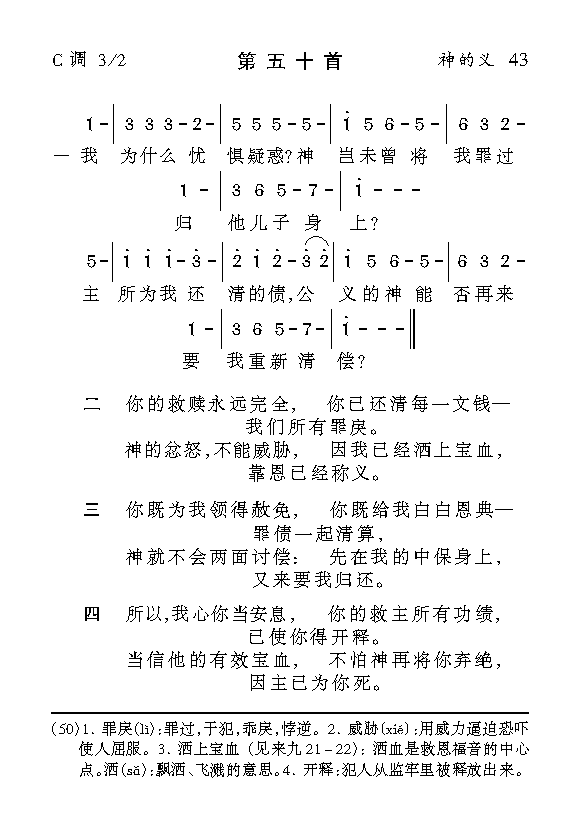 C调 3/2 第五十首 神的义 43
1-|3 3 3-2-|5 5 5-5-|i 5 6-5-|6 3 2-
一 我 为什么 忧 惧疑惑?神 岂未曾 将 我罪过
1 -|3 6 5-7-|i - - -
归 他儿子 身 上?
5-|i i i-3̇-|2̇ i 2̇-3̇ 2̇|i 5 6-5-|6 3 2-
主 所为我 还 清的债,公 义的神 能 否再来
1 -|3 6 5-7-|i - - -‖
要 我重新 清 偿?
二 你的救赎永远完全, 你已还清每一文钱—
我们所有罪戾。
神的忿怒,不能威胁, 因我已经洒上宝血,
靠恩已经称义。
三 你既为我领得赦免, 你既给我白白恩典—
罪债一起清算,
神就不会两面讨偿: 先在我的中保身上,
又来要我归还。
四 所以,我心你当安息, 你的救主所有功绩,
已使你得开释。
当信他的有效宝血, 不怕神再将你弃绝,
因主已为你死。
(50)1. 罪戾(lì):罪过,干犯,乖戾,悖逆。2. 威胁(xié):用威力逼迫恐吓
使人屈服。3. 洒上宝血（见来九21－22）: 洒血是救恩福音的中心
点。洒(sǎ):飘洒、飞溅的意思。4. 开释:犯人从监牢里被释放出来。